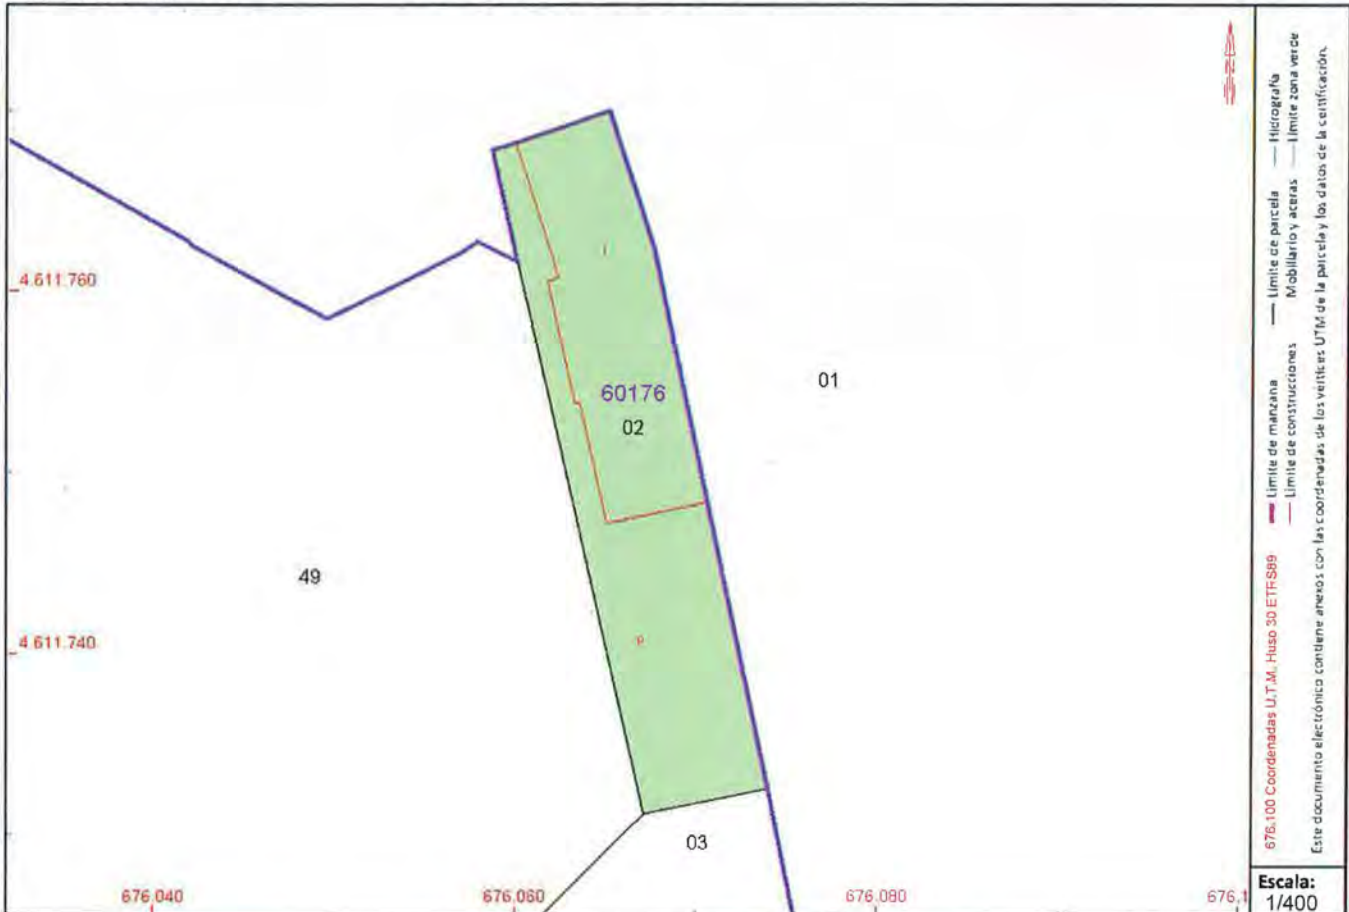 4.611.760
i
01
60176
02
49
4.611.740
p
03
676.040
676.060
676.080
676,1
676.100 Coordenadas U.T.M. Huso 30 ETRS89
Límite de manzana
Límite de parcela
Hidrografía
Límite de construcciones
Mobiliario y aceras
Límite zona verde
Este documento electrónico contiene anexos con las coordenadas de los vértices UTM de la parcela y los datos de la certificación.
Escala:
1/400